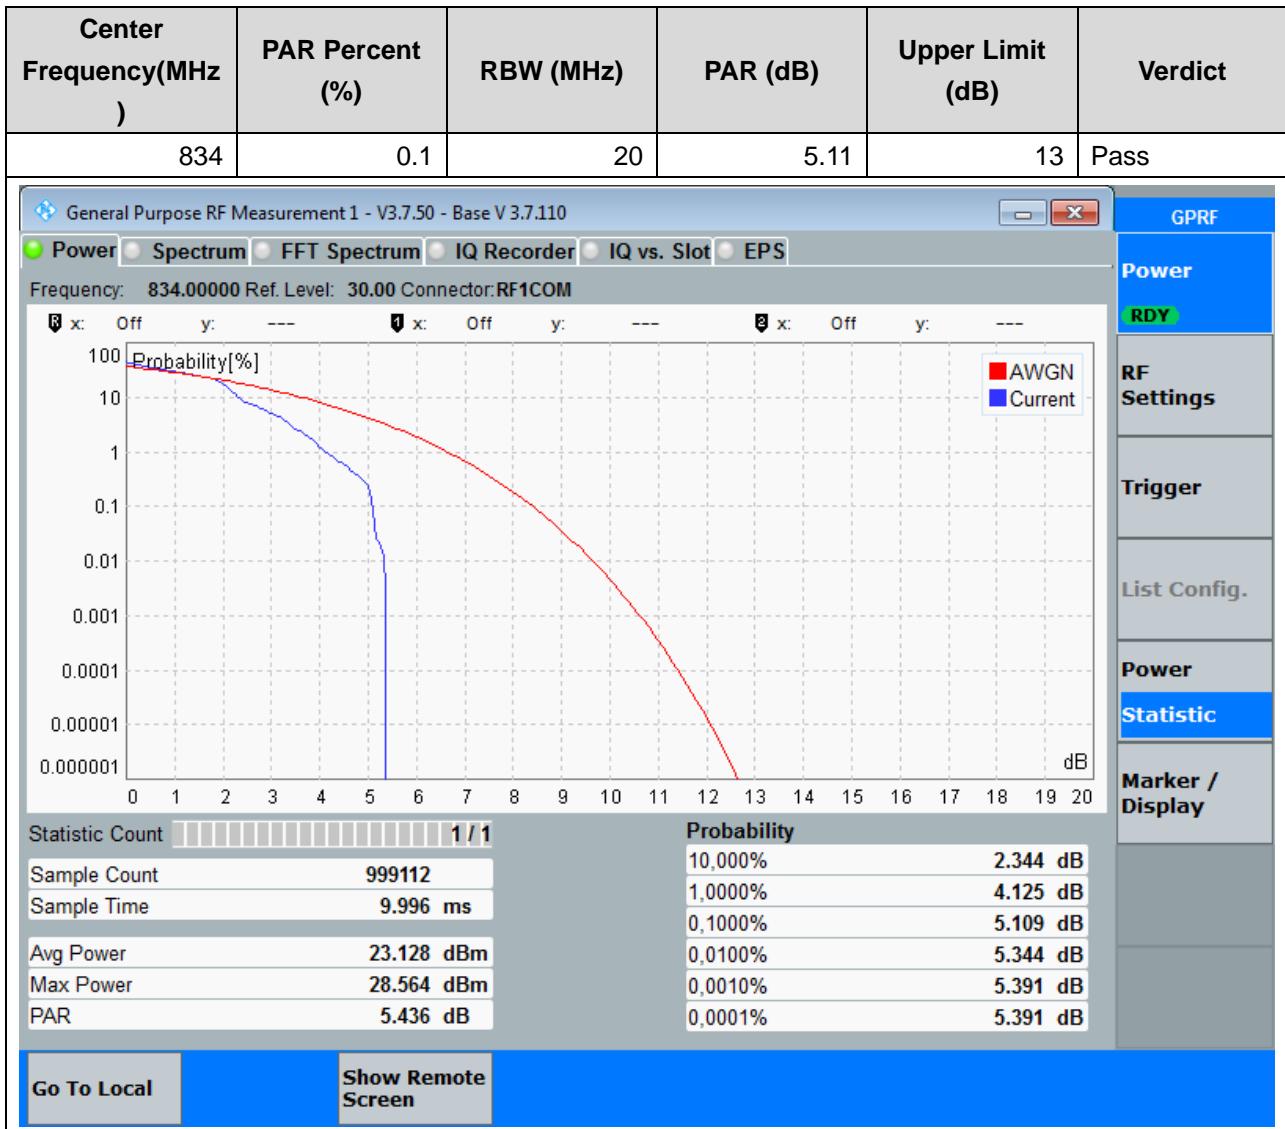 Center Frequency(MHz) PAR Percent (%) RBW (MHz) PAR (dB) Upper Limit (dB) Verdict
834 0.1 20 5.11 13 Pass
General Purpose RF Measurement 1 - V3.7.50 - Base V 3.7.110
GPRF
Power Spectrum FFT Spectrum IQ Recorder IQ vs. Slot EPS
Frequency: 834.00000 Ref. Level: 30.00 Connector: RF1COM
R x: Off y: --- 1 x: Off y: --- 2 x: Off y: ---
Probability[%]
AWGN
Current
100
10
1
0.1
0.01
0.001
0.0001
0.00001
0.000001
dB
0 1 2 3 4 5 6 7 8 9 10 11 12 13 14 15 16 17 18 19 20
Power
RDY
RF
Settings
Trigger
List Config.
Power
Statistic
Marker /
Display
Statistic Count 1 / 1
Sample Count 999112
Sample Time 9.996 ms
Avg Power 23.128 dBm
Max Power 28.564 dBm
PAR 5.436 dB
Probability
10,000% 2.344 dB
1,0000% 4.125 dB
0,1000% 5.109 dB
0,0100% 5.344 dB
0,0010% 5.391 dB
0,0001% 5.391 dB
Go To Local
Show Remote
Screen